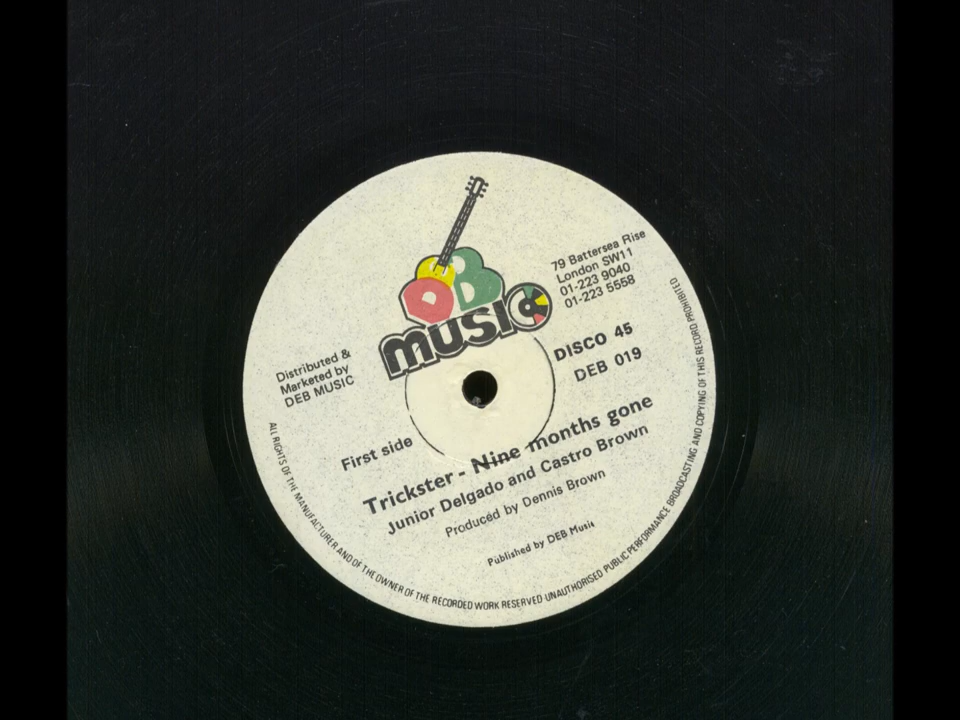 DEB
musiC
79 Battersea Rise
London SW11
01-223 9040
01-223 5558
DISCO 45
DEB 019
Distributed &
Marketed by
DEB MUSIC
First side
Trickster - Nine months gone
Junior Delgado and Castro Brown
Produced by Dennis Brown
Published by DEB Music
ALL RIGHTS OF THE MANUFACTURER AND OF THE OWNER OF THE RECORDED WORK RESERVED UNAUTHORISED PUBLIC PERFORMANCE BROADCASTING AND COPYING OF THIS RECORD PROHIBITED